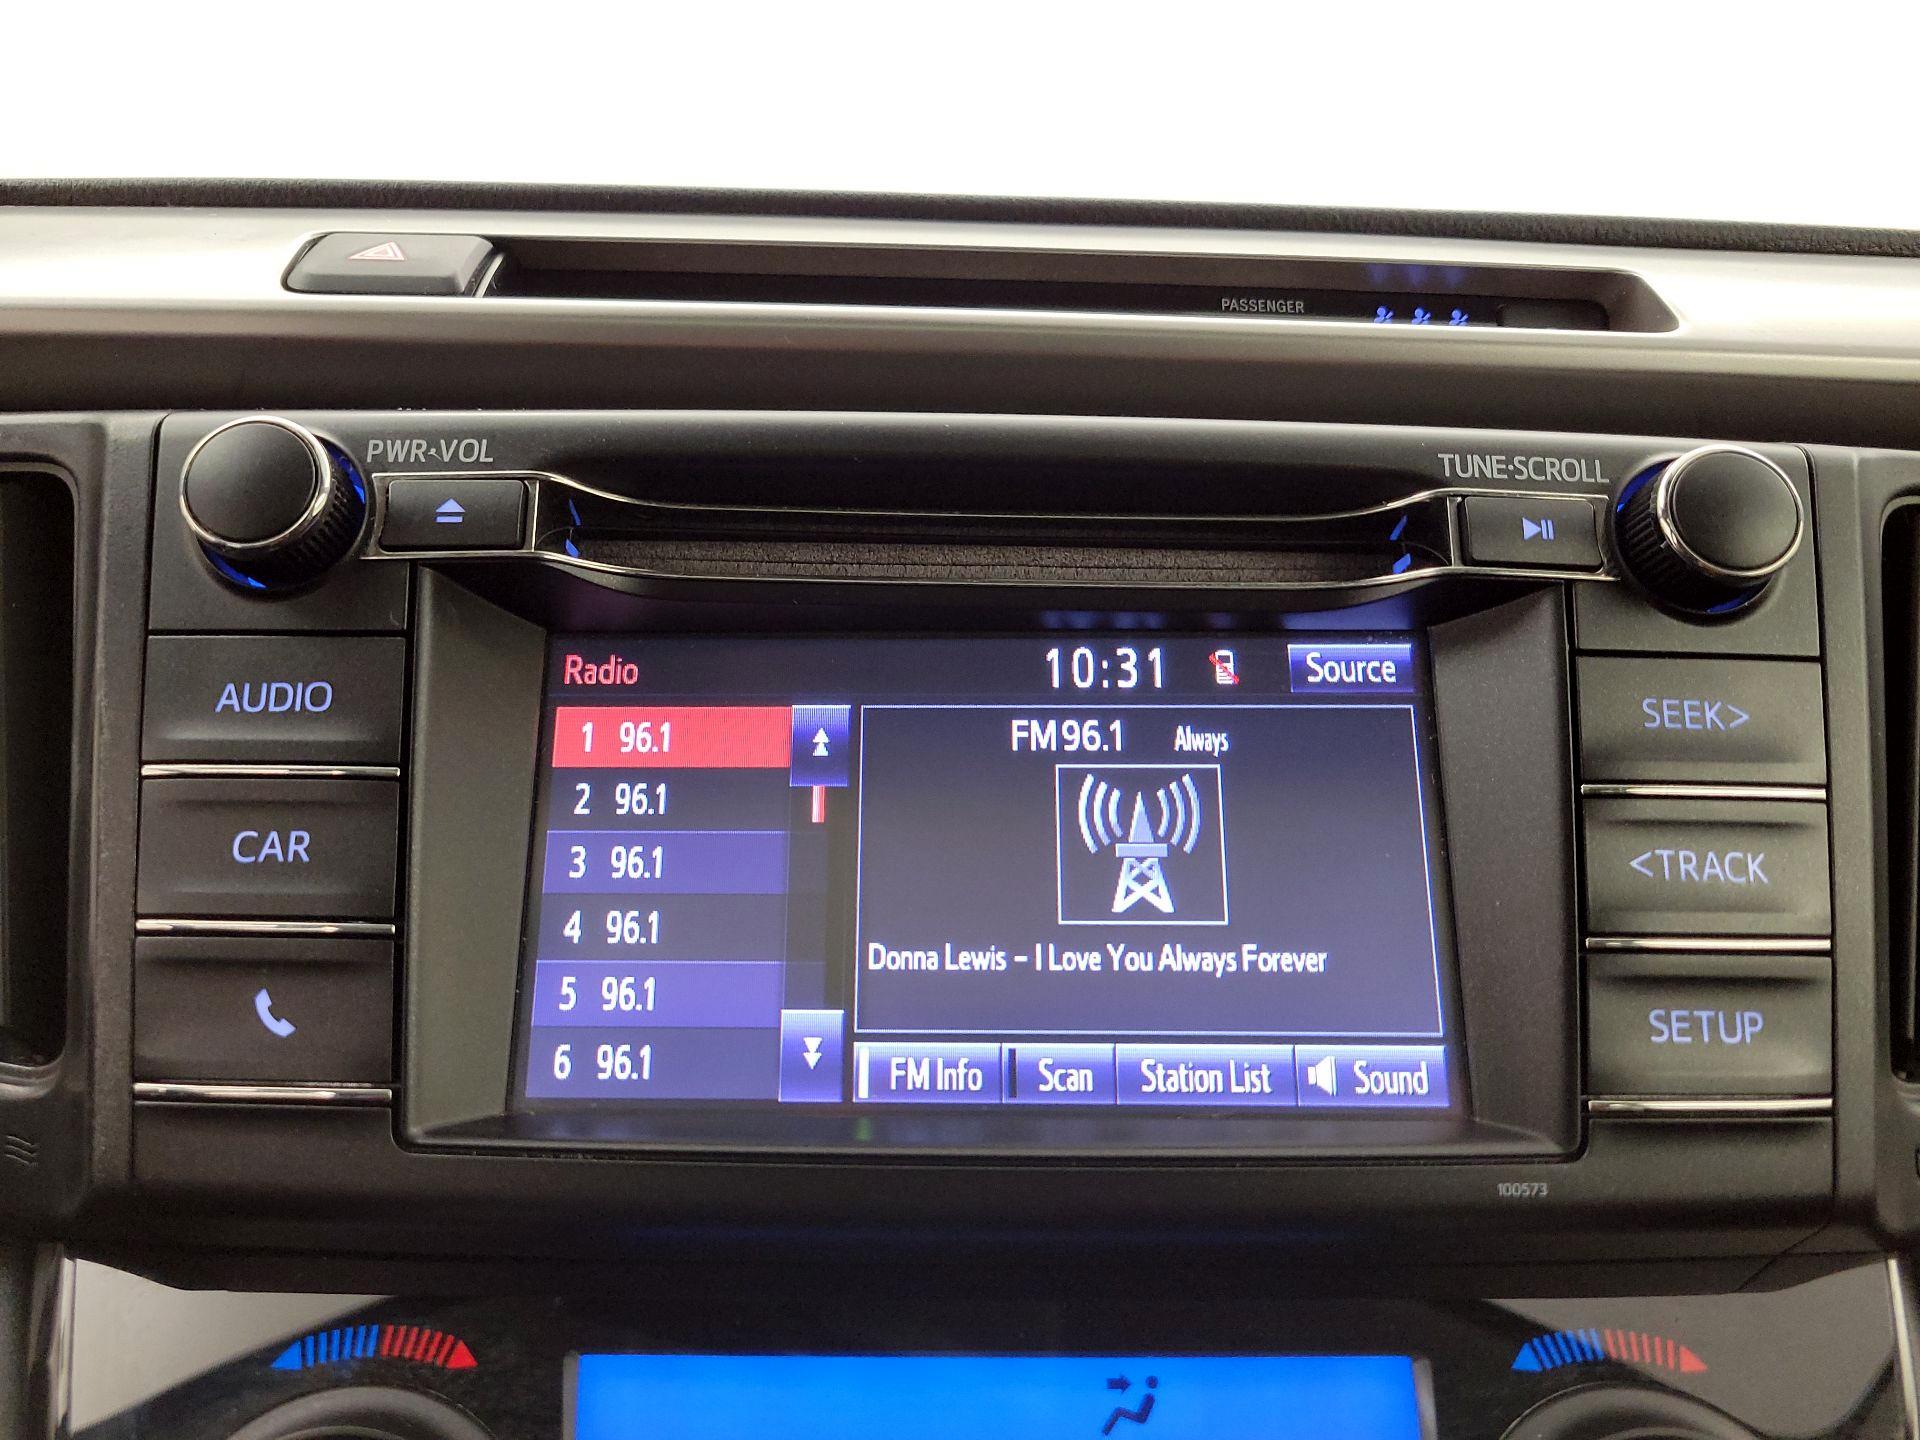 PASSENGER
PWR•VOL
TUNE•SCROLL
AUDIO
CAR
Radio
10:31
Source
1 96.1
2 96.1
3 96.1
4 96.1
5 96.1
6 96.1
FM 96.1 Always
Donna Lewis - I Love You Always Forever
FM Info
Scan
Station List
Sound
SEEK>
<TRACK
SETUP
100573